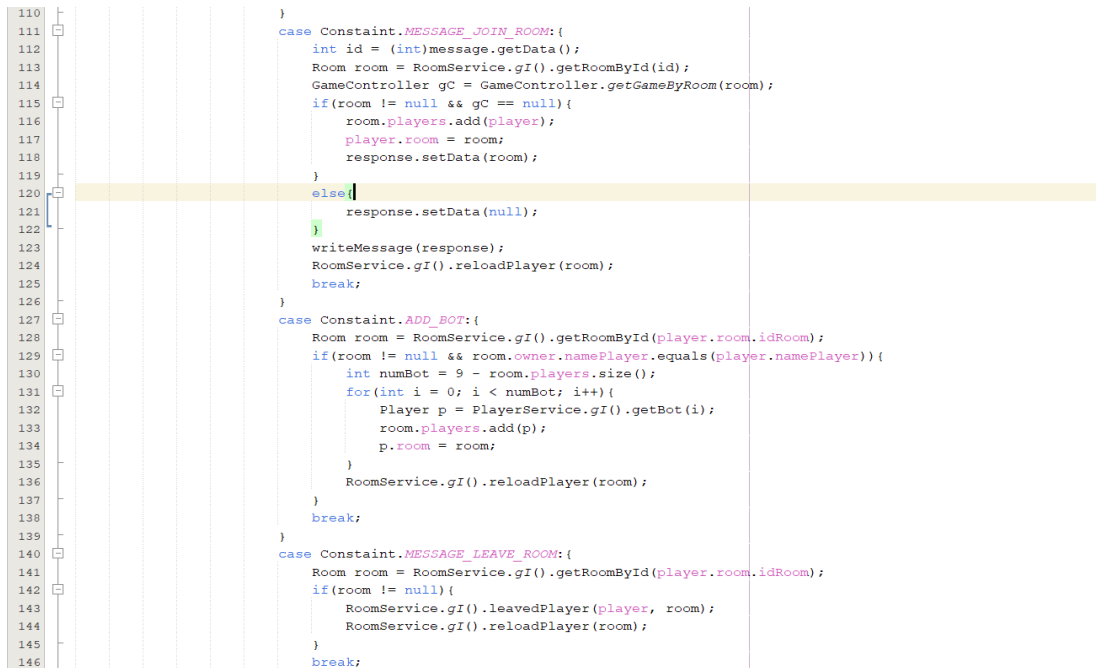 110 }
111 case Constaint.MESSAGE_JOIN_ROOM:{
112 int id = (int)message.getData();
113 Room room = RoomService.gI().getRoomById(id);
114 GameController gC = GameController.getGameByRoom(room);
115 if(room != null && gC == null){
116 room.players.add(player);
117 player.room = room;
118 response.setData(room);
119 }
120 else{
121 response.setData(null);
122 }
123 writeMessage(response);
124 RoomService.gI().reloadPlayer(room);
125 break;
126 }
127 case Constaint.ADD_BOT:{
128 Room room = RoomService.gI().getRoomById(player.room.idRoom);
129 if(room != null && room.owner.namePlayer.equals(player.namePlayer)){
130 int numBot = 9 - room.players.size();
131 for(int i = 0; i < numBot; i++){
132 Player p = PlayerService.gI().getBot(i);
133 room.players.add(p);
134 p.room = room;
135 }
136 RoomService.gI().reloadPlayer(room);
137 }
138 break;
139 }
140 case Constaint.MESSAGE_LEAVE_ROOM:{
141 Room room = RoomService.gI().getRoomById(player.room.idRoom);
142 if(room != null){
143 RoomService.gI().leavedPlayer(player, room);
144 RoomService.gI().reloadPlayer(room);
145 }
146 break;